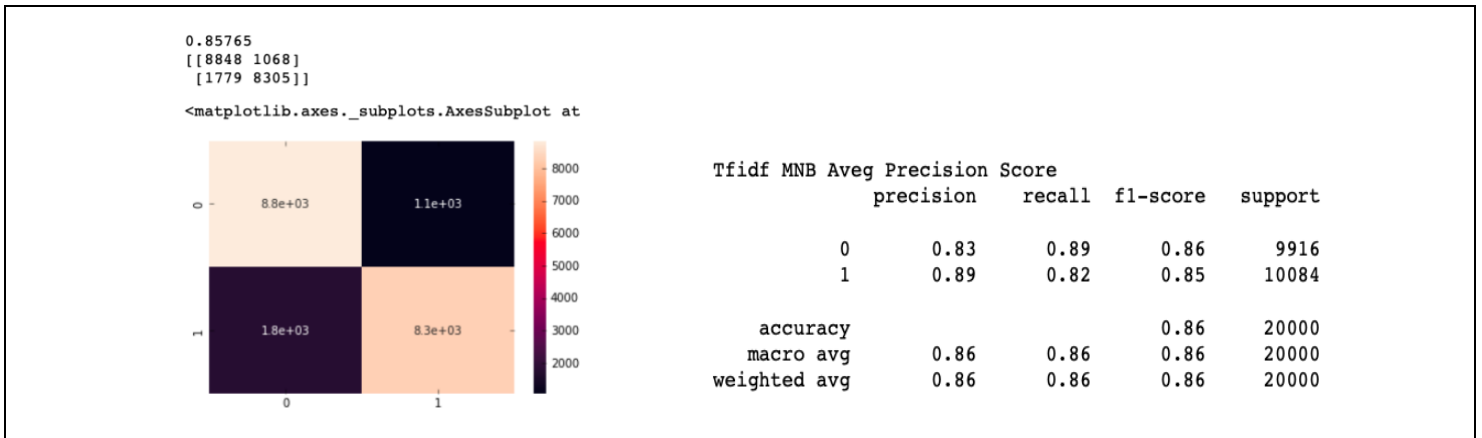 0.85765
[[8848 1068]
[1779 8305]]
<matplotlib.axes._subplots.AxesSubplot at
8000
7000
6000
5000
4000
3000
2000
0
8.8e+03
1.1e+03
1
1.8e+03
8.3e+03
0
1
Tfidf MNB Aveg Precision Score
precision recall f1-score support
0 0.83 0.89 0.86 9916
1 0.89 0.82 0.85 10084
accuracy 0.86 20000
macro avg 0.86 0.86 0.86 20000
weighted avg 0.86 0.86 0.86 20000